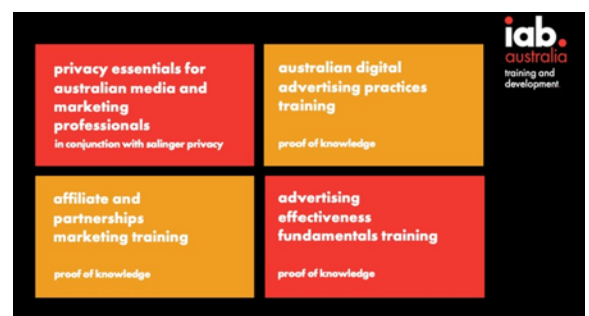 privacy essentials for
australian media and
marketing
professionals
in conjunction with salinger privacy
australian digital
advertising practices
training
proof of knowledge
iab.
australia
training and
development.
affiliate and
partnerships
marketing training
proof of knowledge
advertising
effectiveness
fundamentals training
proof of knowledge